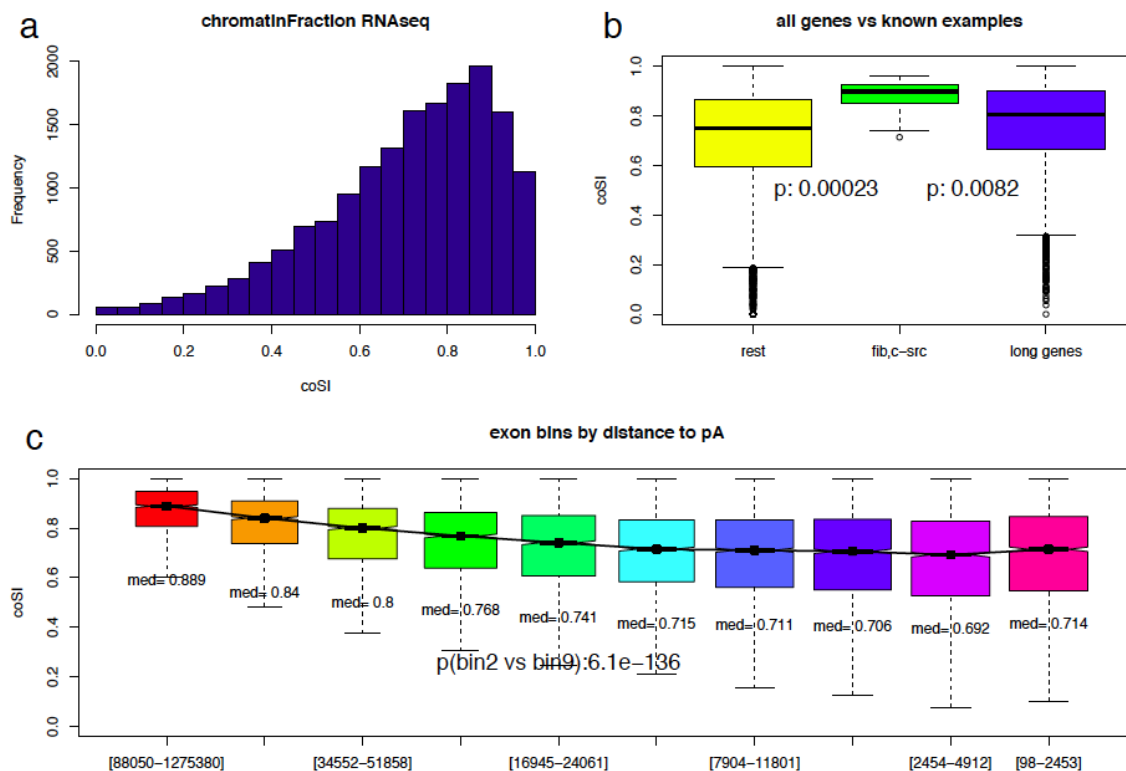 a
chromatinFraction RNAseq
Frequency
0
500
1000
1500
2000
0.0 0.2 0.4 0.6 0.8 1.0
coSI
b
all genes vs known examples
coSI
0.0
0.2
0.4
0.6
0.8
1.0
p: 0.00023 p: 0.0082
rest fib,c-src long genes
c
exon bins by distance to pA
coSI
0.0
0.2
0.4
0.6
0.8
1.0
med= 0.889
med= 0.84
med= 0.8
med= 0.768
med= 0.741
med= 0.715
med= 0.711
med= 0.706
med= 0.692
med= 0.714
p(bin2 vs bin9):6.1e-136
[88050-1275380] [34552-51858] [16945-24061] [7904-11801] [2454-4912] [98-2453]